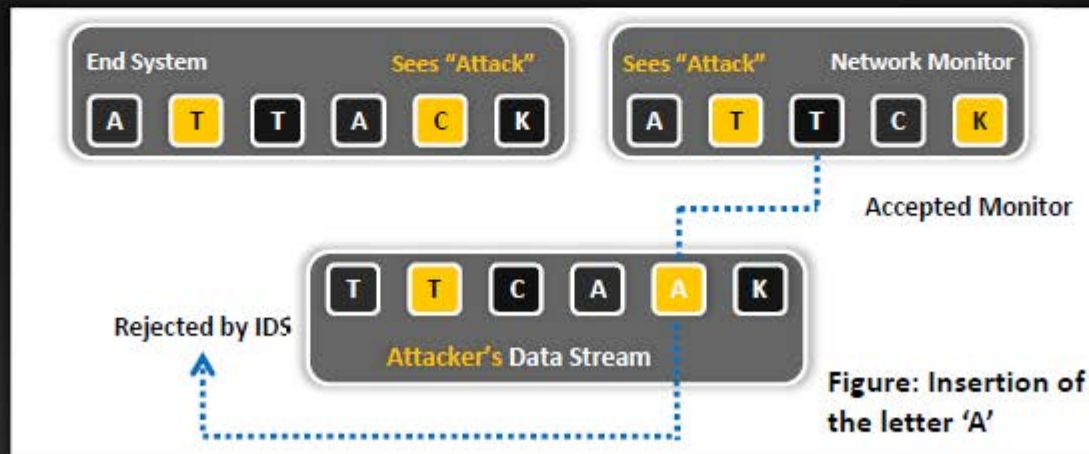 End System Sees "Attack"
A T T A C K
Sees "Attack" Network Monitor
A T T C K
Accepted Monitor
T T C A A K
Attacker's Data Stream
Rejected by IDS
Figure: Insertion of
the letter 'A'